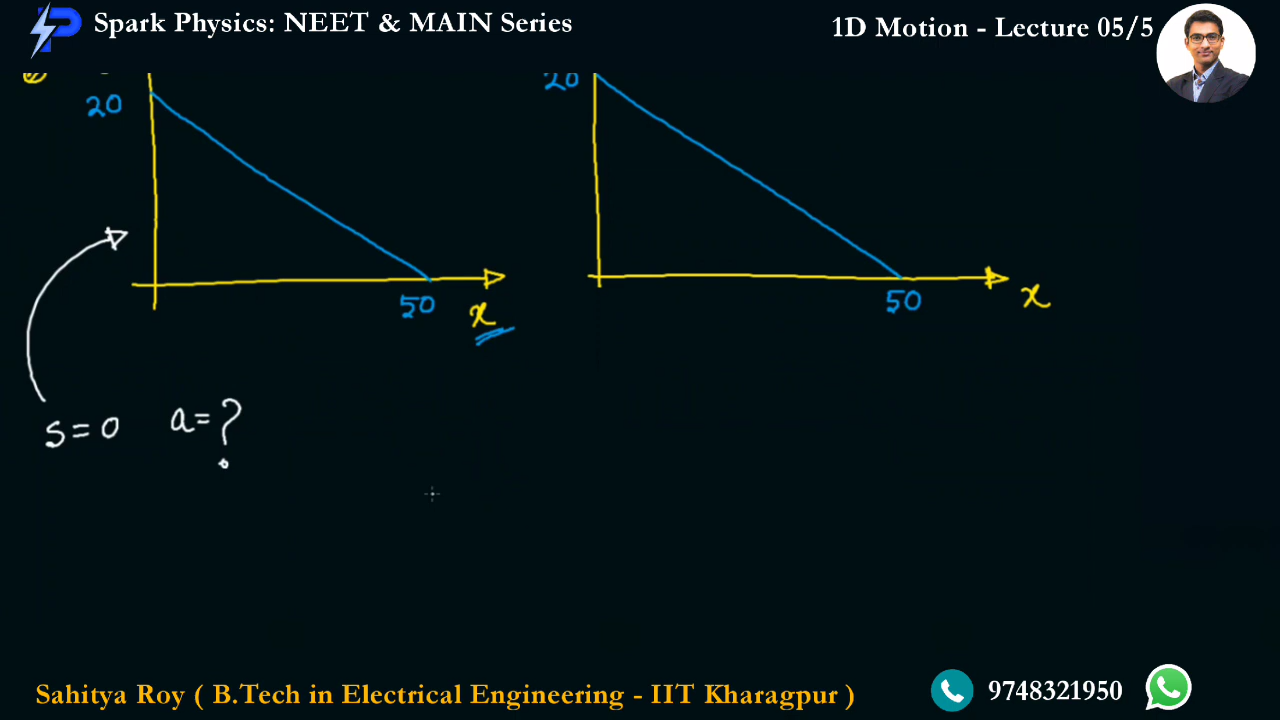 Spark Physics: NEET & MAIN Series
1D Motion - Lecture 05/5
20
20
50
x
50
x
s=0 a=?
Sahitya Roy ( B.Tech in Electrical Engineering - IIT Kharagpur )
9748321950